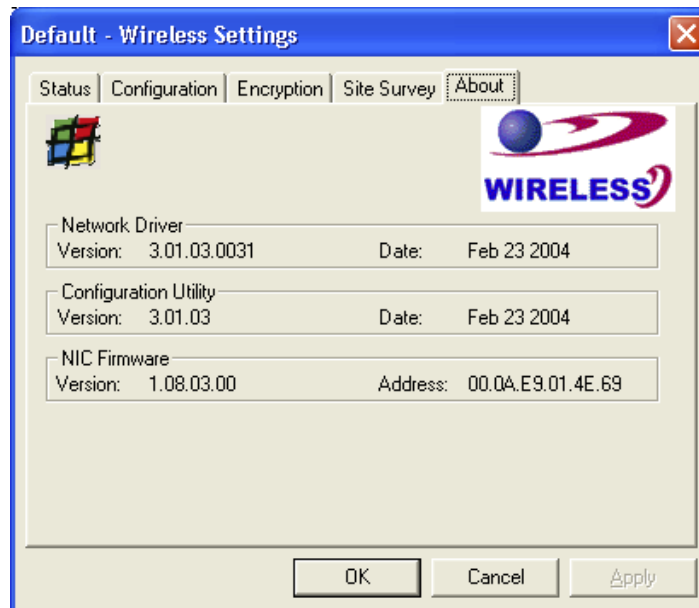 Default - Wireless Settings
Status Configuration Encryption Site Survey About
WIRELESS
Network Driver
Version: 3.01.03.0031 Date: Feb 23 2004
Configuration Utility
Version: 3.01.03 Date: Feb 23 2004
NIC Firmware
Version: 1.08.03.00 Address: 00.0A.E9.01.4E.69
OK Cancel Apply